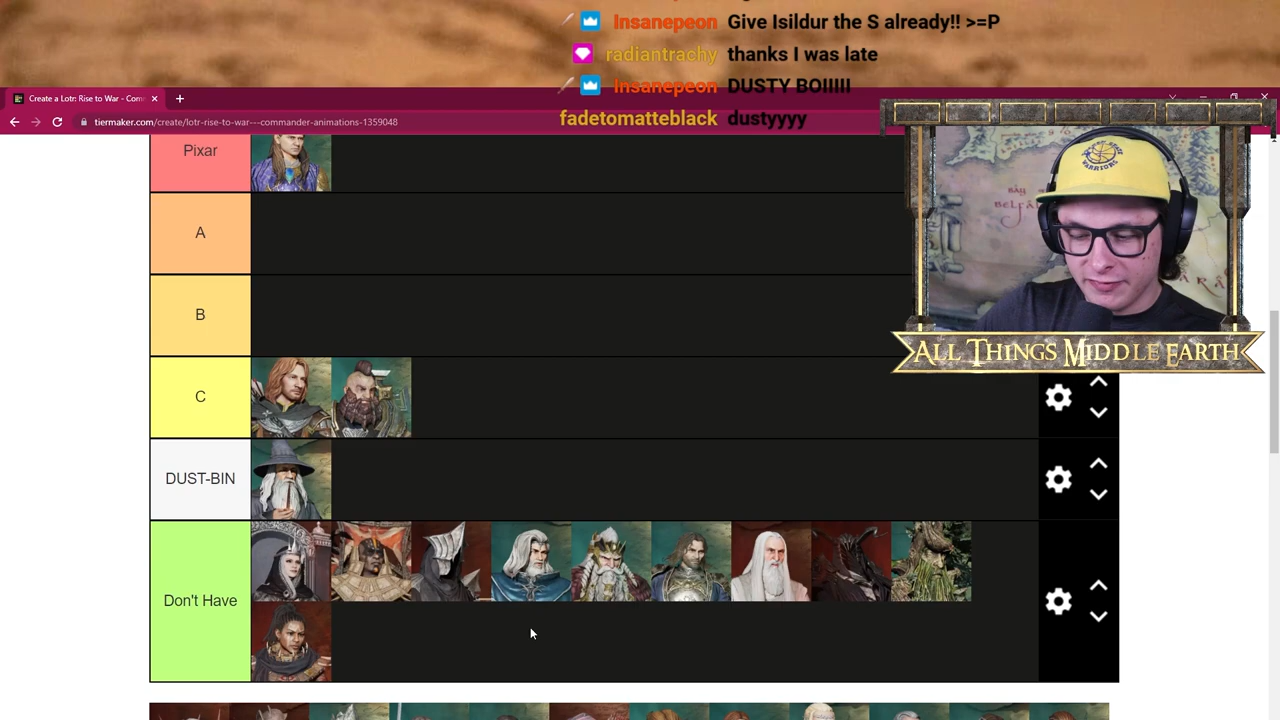 Insanepeon Give Isildur the S already!! >=P
radiantrachy thanks I was late
Insanepeon DUSTY BOIIIII
fadetomatteblack dustyyyy
Create a Lotr: Rise to War - Com
tiermaker.com/create/lotr-rise-to-war---commander-animations-1359048
Pixar
A
B
C
DUST-BIN
Don't Have
ALL THINGS MIDDLE EARTH